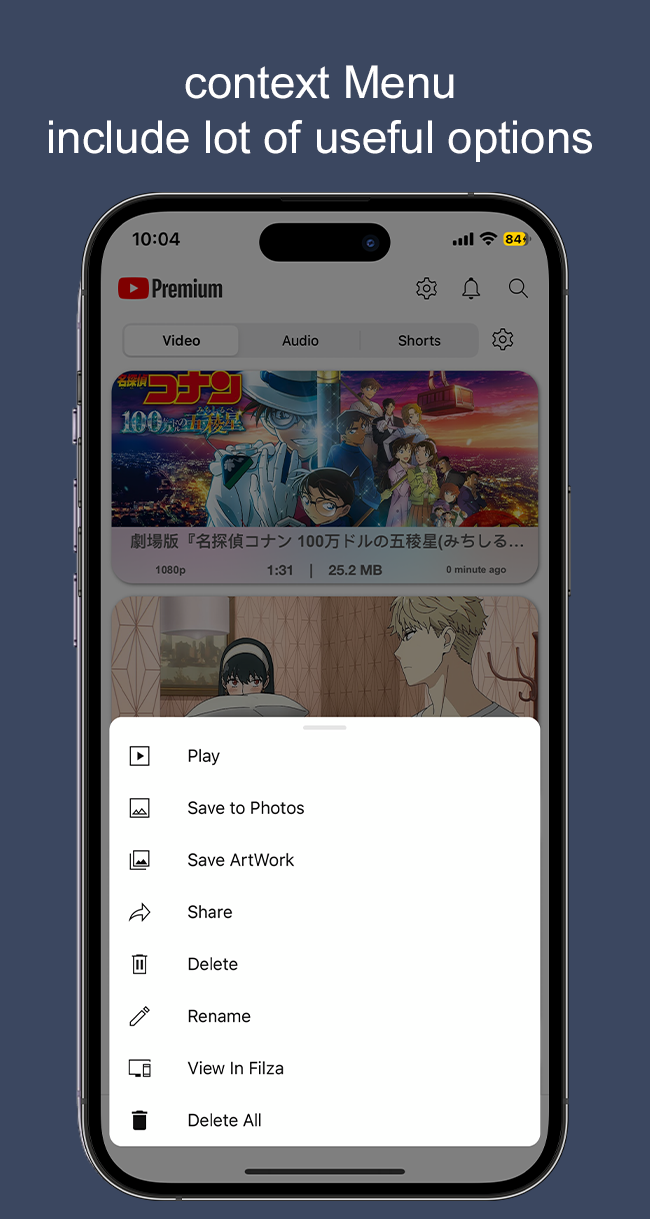 context Menu
include lot of useful options
10:04
84
Premium
Video
Audio
Shorts
名探偵
コナン
100万ドルの五稜星
劇場版『名探偵コナン 100万ドルの五稜星(みちしる...
1080p
1:31 | 25.2 MB
0 minute ago
Play
Save to Photos
Save ArtWork
Share
Delete
Rename
View In Filza
Delete All